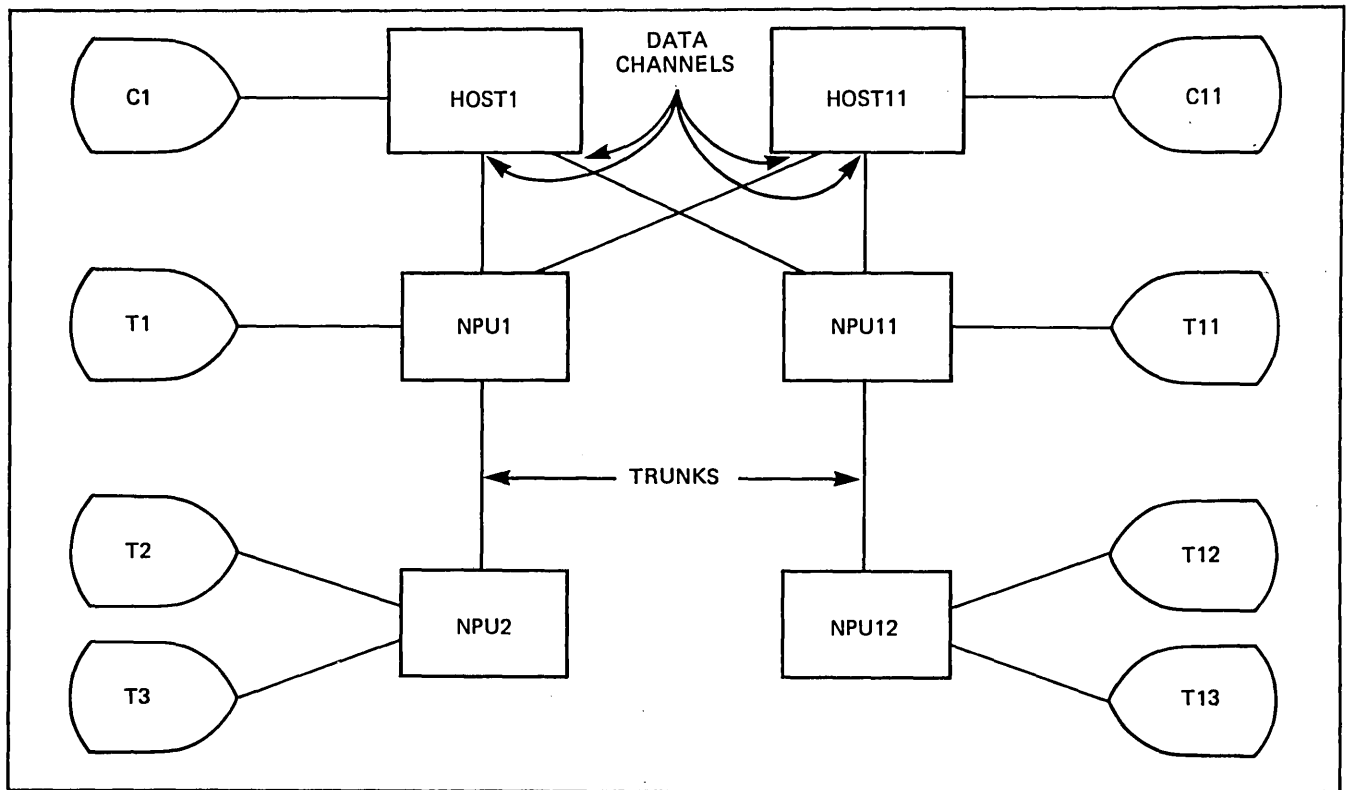 DATA
CHANNELS
C1
HOST1
HOST11
C11
T1
NPU1
NPU11
T11
TRUNKS
T2
T12
NPU2
NPU12
T3
T13